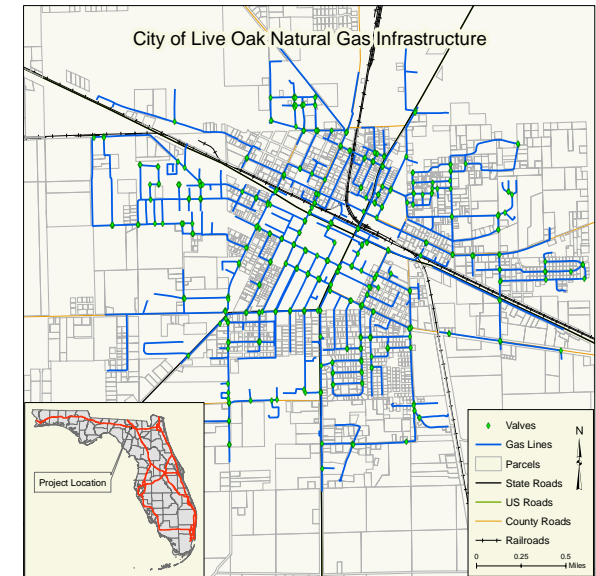 City of Live Oak Natural Gas Infrastructure
Project Location
Valves
Gas Lines
Parcels
State Roads
US Roads
County Roads
Railroads
N
0 0.25 0.5
Miles